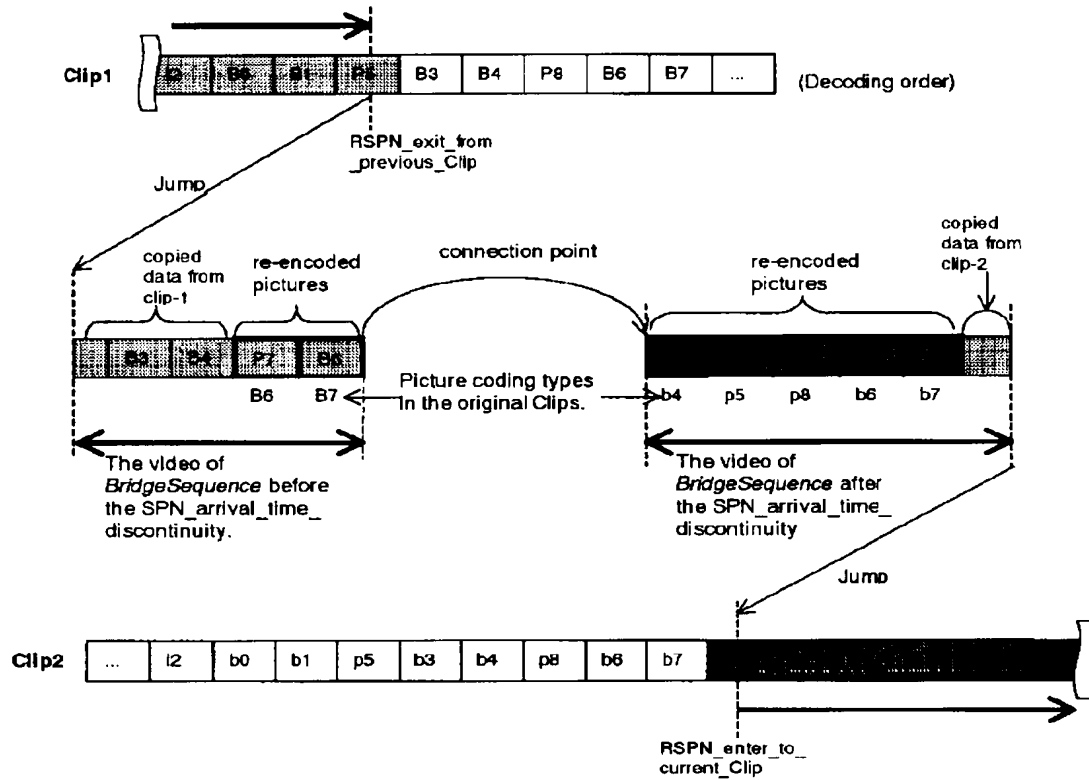 Clip1
I2 B0 B1 P5 B3 B4 P8 B6 B7 ...
(Decoding order)
RSPN_exit_from
_previous_Clip
Jump
copied
data from
clip-1
re-encoded
pictures
connection point
re-encoded
pictures
copied
data from
clip-2
B3 B4 P7 B6
B6 B7
Picture coding types
In the original Clips.
b4 p5 p8 b6 b7
The video of
BridgeSequence before
the SPN_arrival_time_
discontinuity.
The video of
BridgeSequence after
the SPN_arrival_time_
discontinuity
Jump
Clip2
... i2 b0 b1 p5 b3 b4 p8 b6 b7
RSPN_enter_to_
current_Clip